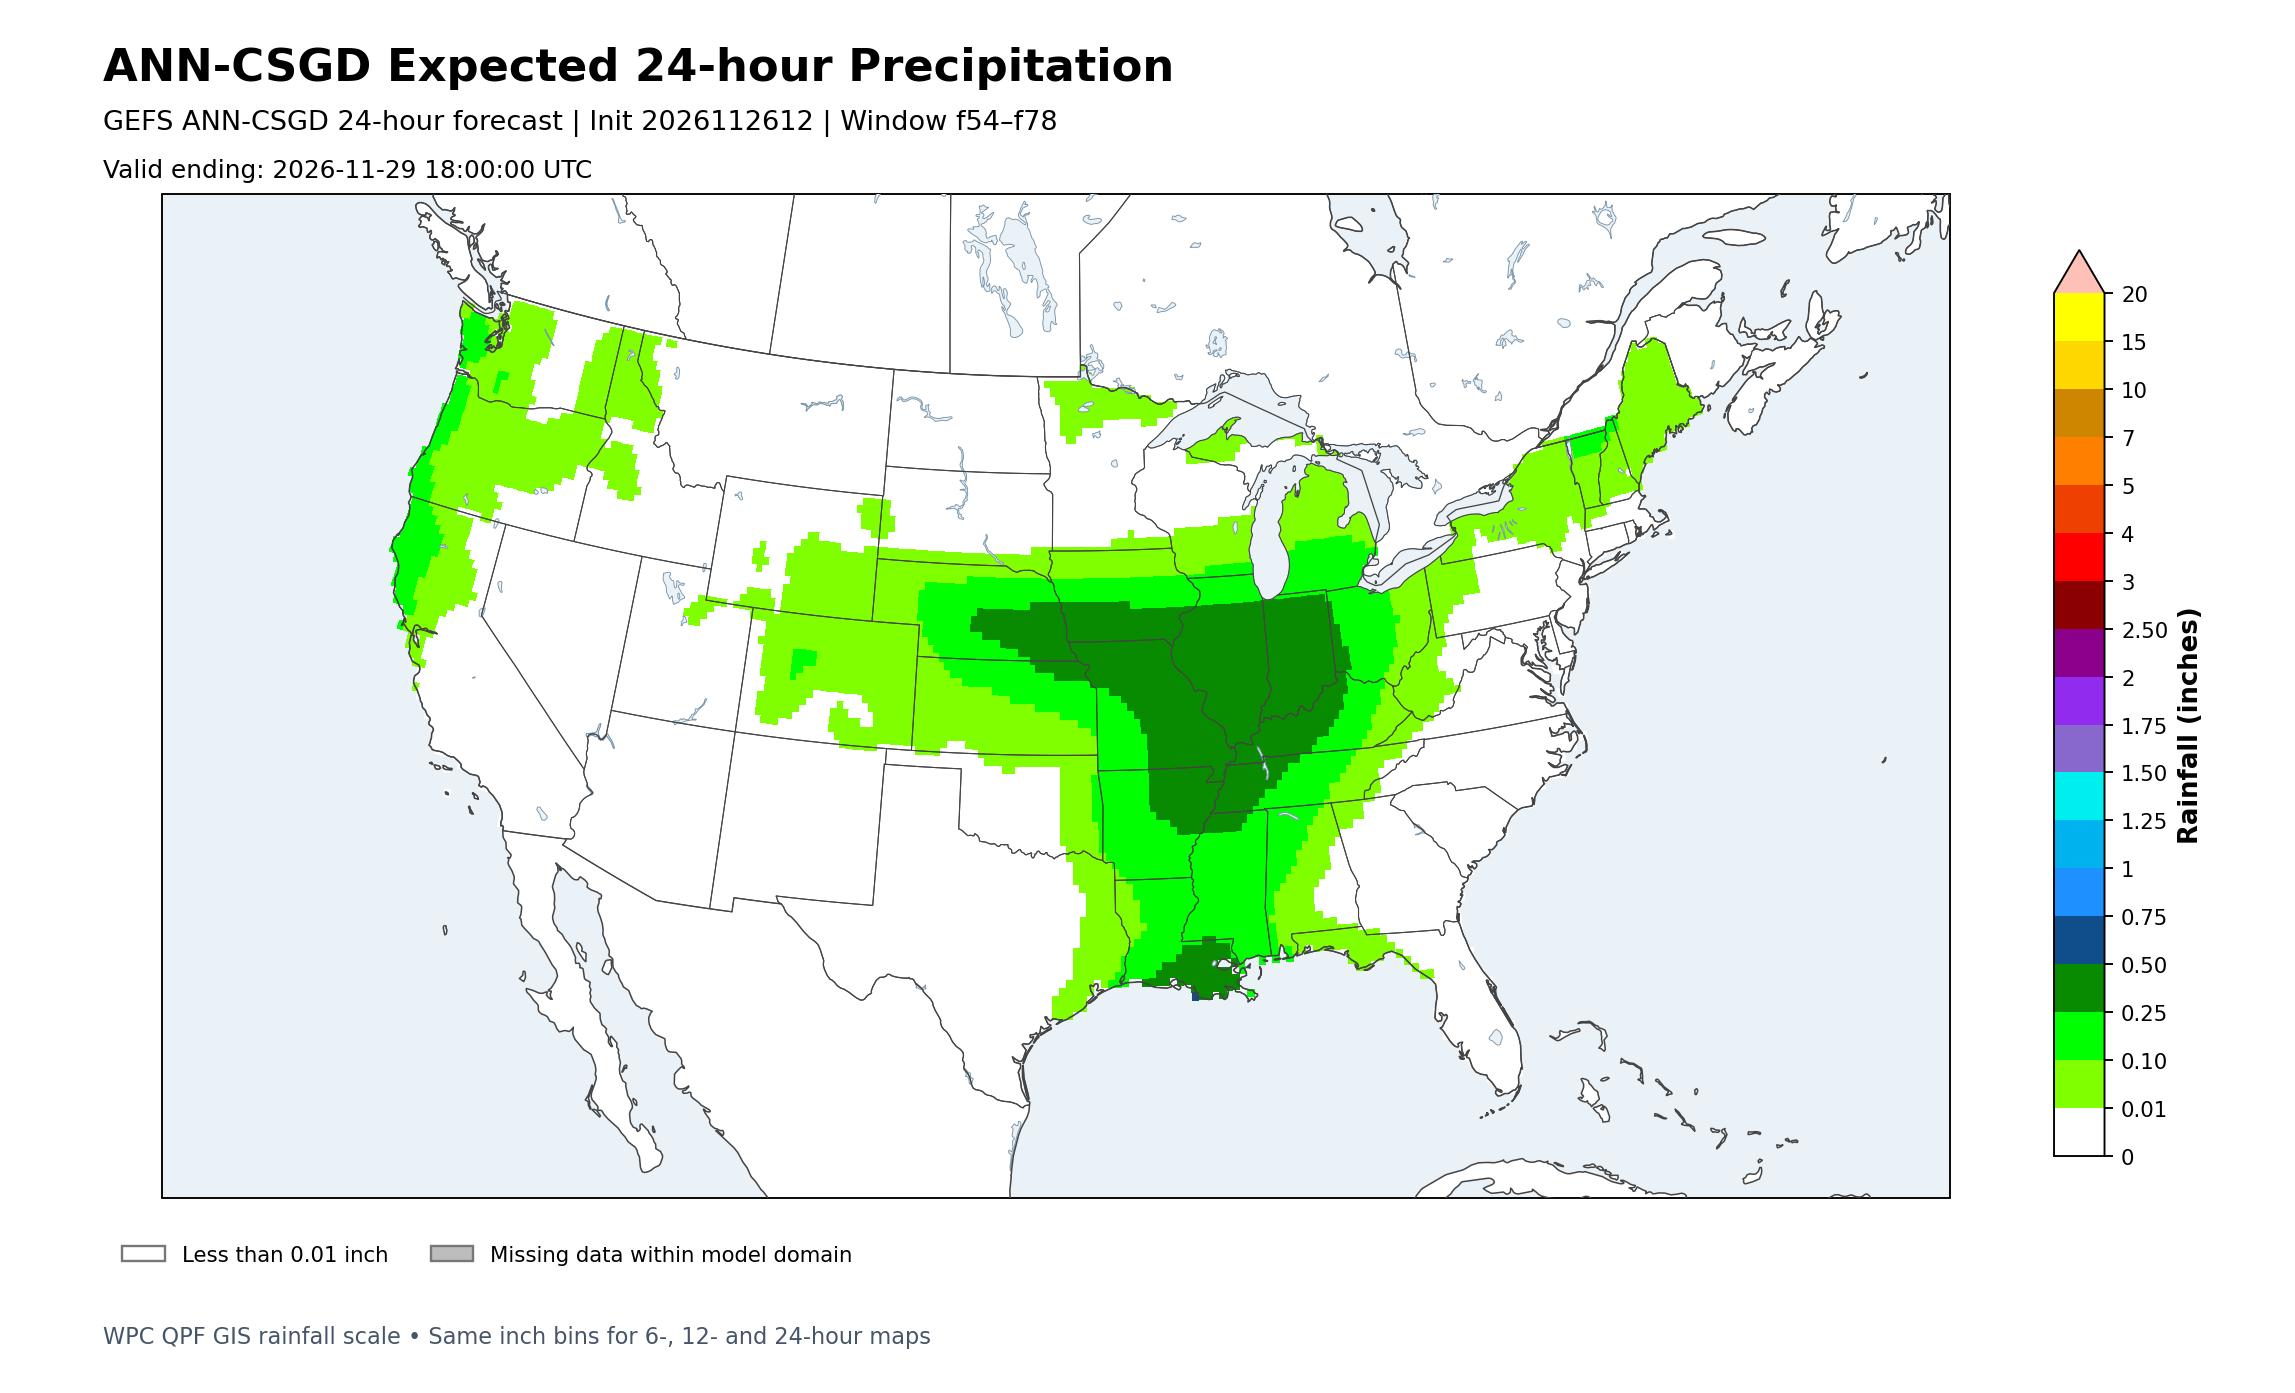 ANN-CSGD Expected 24-hour Precipitation
GEFS ANN-CSGD 24-hour forecast | Init 2026112612 | Window f54–f78
Valid ending: 2026-11-29 18:00:00 UTC
20
15
10
7
5
4
3
2.50
2
1.75
1.50
1.25
1
0.75
0.50
0.25
0.10
0.01
0
Rainfall (inches)
Less than 0.01 inch
Missing data within model domain
WPC QPF GIS rainfall scale • Same inch bins for 6-, 12- and 24-hour maps